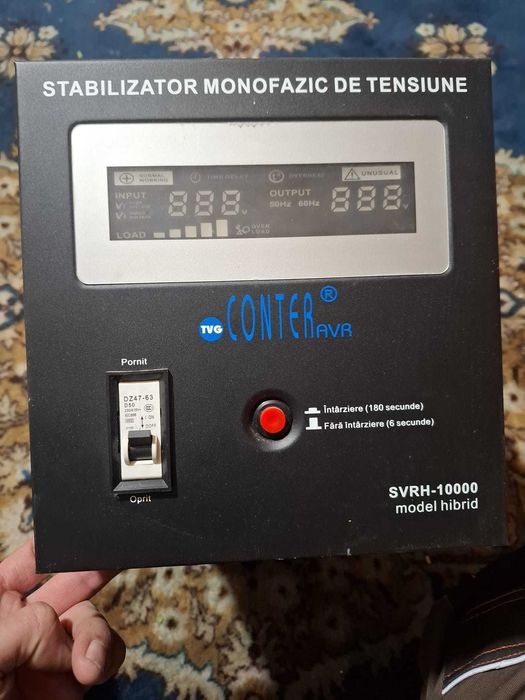 STABILIZATOR MONOFAZIC DE TENSIUNE
NORMAL WORKING
TIME DELAY
OVERHEAT
UNUSUAL
INPUT
888 V
OUTPUT
50Hz 60Hz
888 V
LOAD
OVER LOAD
TVG CONTER® AVR
Pornit
DZ47-63
D50
ON
OFF
Oprit
Întârziere (180 secunde)
Fără întârziere (6 secunde)
SVRH-10000
model hibrid